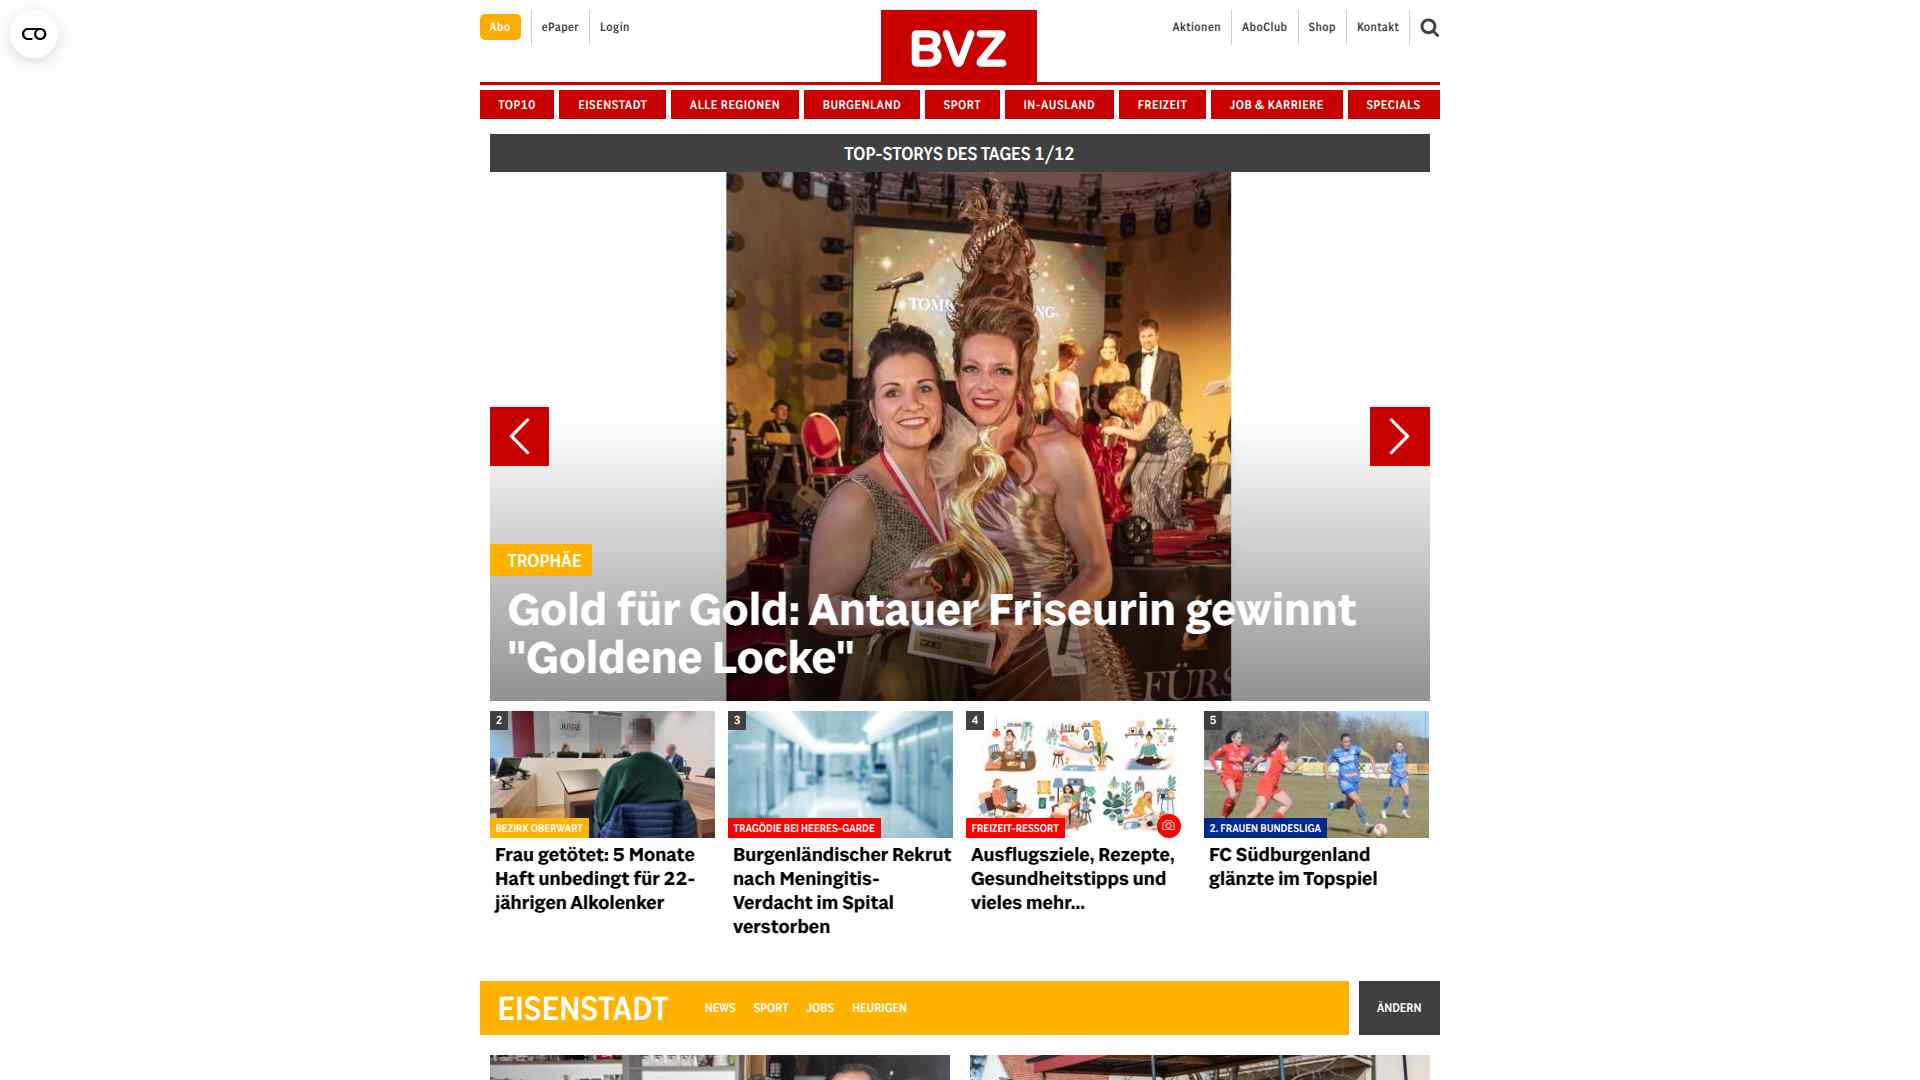 Abo
ePaper
Login
BVZ
Aktionen
AboClub
Shop
Kontakt
TOP10
EISENSTADT
ALLE REGIONEN
BURGENLAND
SPORT
IN-AUSLAND
FREIZEIT
JOB & KARRIERE
SPECIALS
TOP-STORYS DES TAGES 1/12
TROPHÄE
Gold für Gold: Antauer Friseurin gewinnt
"Goldene Locke"
2
BEZIRK OBERWART
Frau getötet: 5 Monate
Haft unbedingt für 22-
jährigen Alkolenker
3
TRAGÖDIE BEI HEERES-GARDE
Burgenländischer Rekrut
nach Meningitis-
Verdacht im Spital
verstorben
4
FREIZEIT-RESSORT
Ausflugsziele, Rezepte,
Gesundheitstipps und
vieles mehr...
5
2. FRAUEN BUNDESLIGA
FC Südburgenland
glänzte im Topspiel
EISENSTADT
NEWS
SPORT
JOBS
HEURIGEN
ÄNDERN